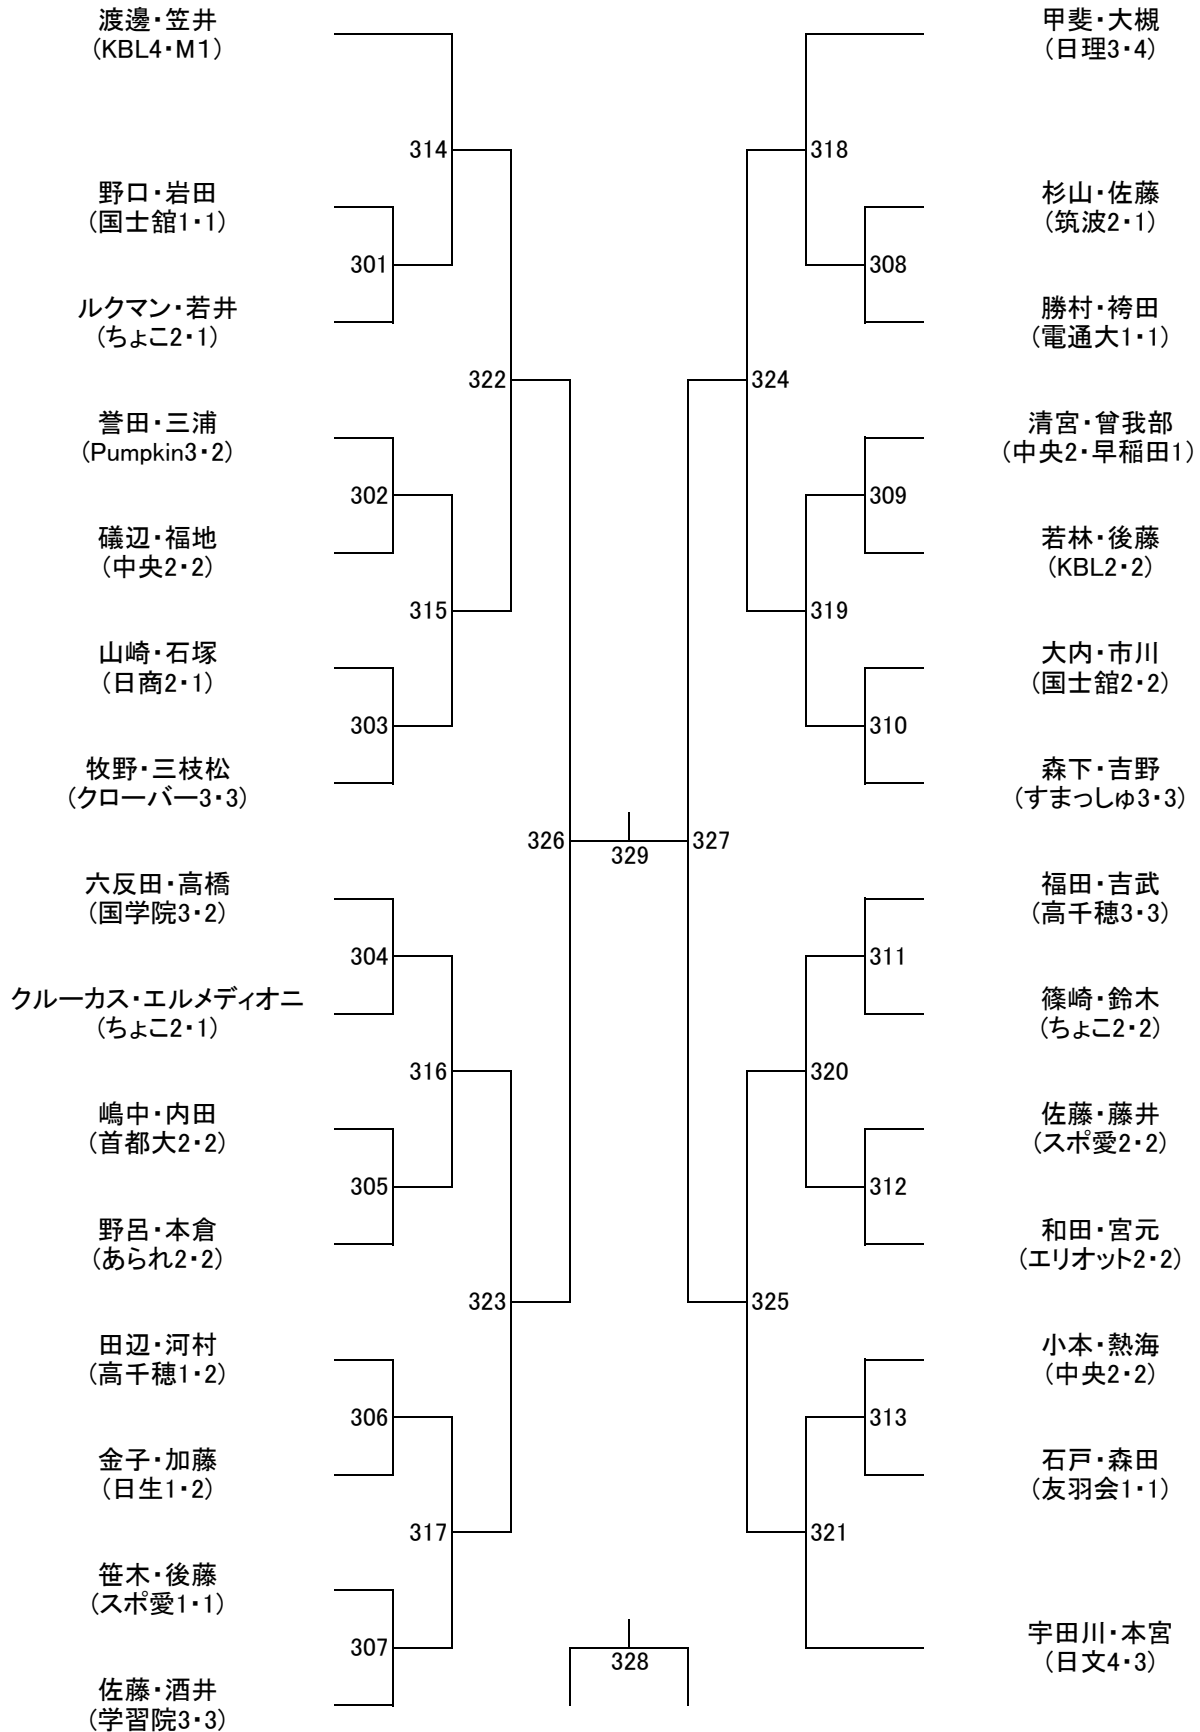 渡邊・笠井
(KBL4・M1)
314
野口・岩田
(国士舘1・1)
301
ルクマン・若井
(ちょこ2・1)
322
誉田・三浦
(Pumpkin3・2)
302
礒辺・福地
(中央2・2)
315
山崎・石塚
(日商2・1)
303
牧野・三枝松
(クローバー3・3)
326
六反田・高橋
(国学院3・2)
304
クルーカス・エルメディオニ
(ちょこ2・1)
316
嶋中・内田
(首都大2・2)
305
野呂・本倉
(あられ2・2)
323
田辺・河村
(高千穂1・2)
306
金子・加藤
(日生1・2)
317
笹木・後藤
(スポ愛1・1)
307
佐藤・酒井
(学習院3・3)
329
328
甲斐・大槻
(日理3・4)
318
杉山・佐藤
(筑波2・1)
308
勝村・袴田
(電通大1・1)
324
清宮・曾我部
(中央2・早稲田1)
309
若林・後藤
(KBL2・2)
319
大内・市川
(国士舘2・2)
310
森下・吉野
(すまっしゅ3・3)
327
福田・吉武
(高千穂3・3)
311
篠崎・鈴木
(ちょこ2・2)
320
佐藤・藤井
(スポ愛2・2)
312
和田・宮元
(エリオット2・2)
325
小本・熱海
(中央2・2)
313
石戸・森田
(友羽会1・1)
321
宇田川・本宮
(日文4・3)